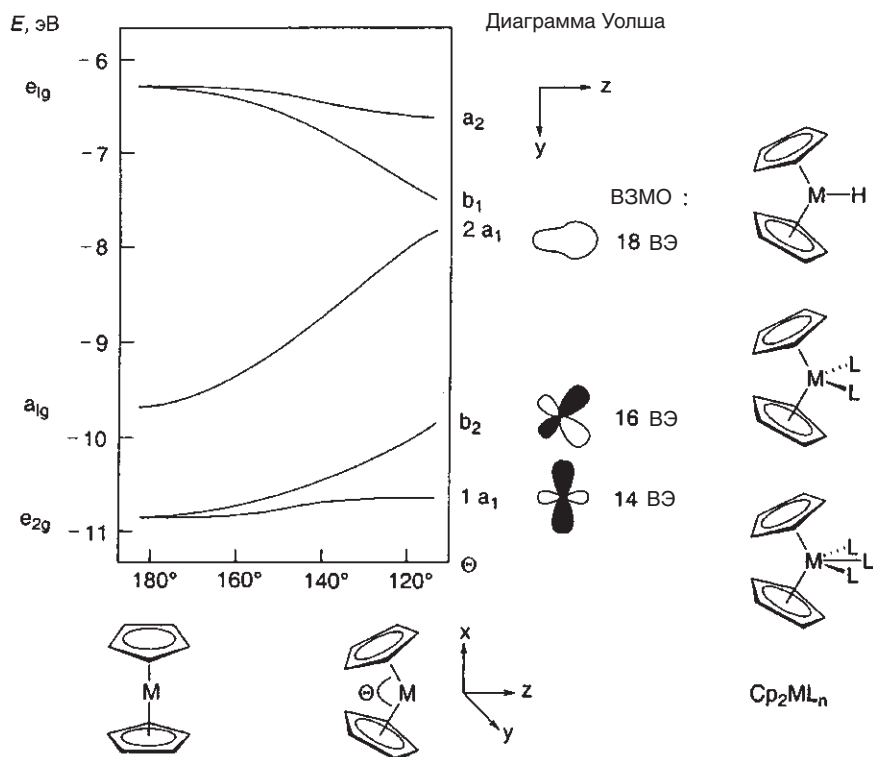 E, эВ
Диаграмма Уолша
−6
e1g
a2
z
y
−7
b1
ВЗМО :
M H
2 a1
18 ВЭ
−8
−9
a1g
M L
L
b2
16 ВЭ
−10
1 a1
14 ВЭ
e2g
−11
M L
L
L
Θ
180° 160° 140° 120°
x
M
Θ M
z
y
Cp2MLn